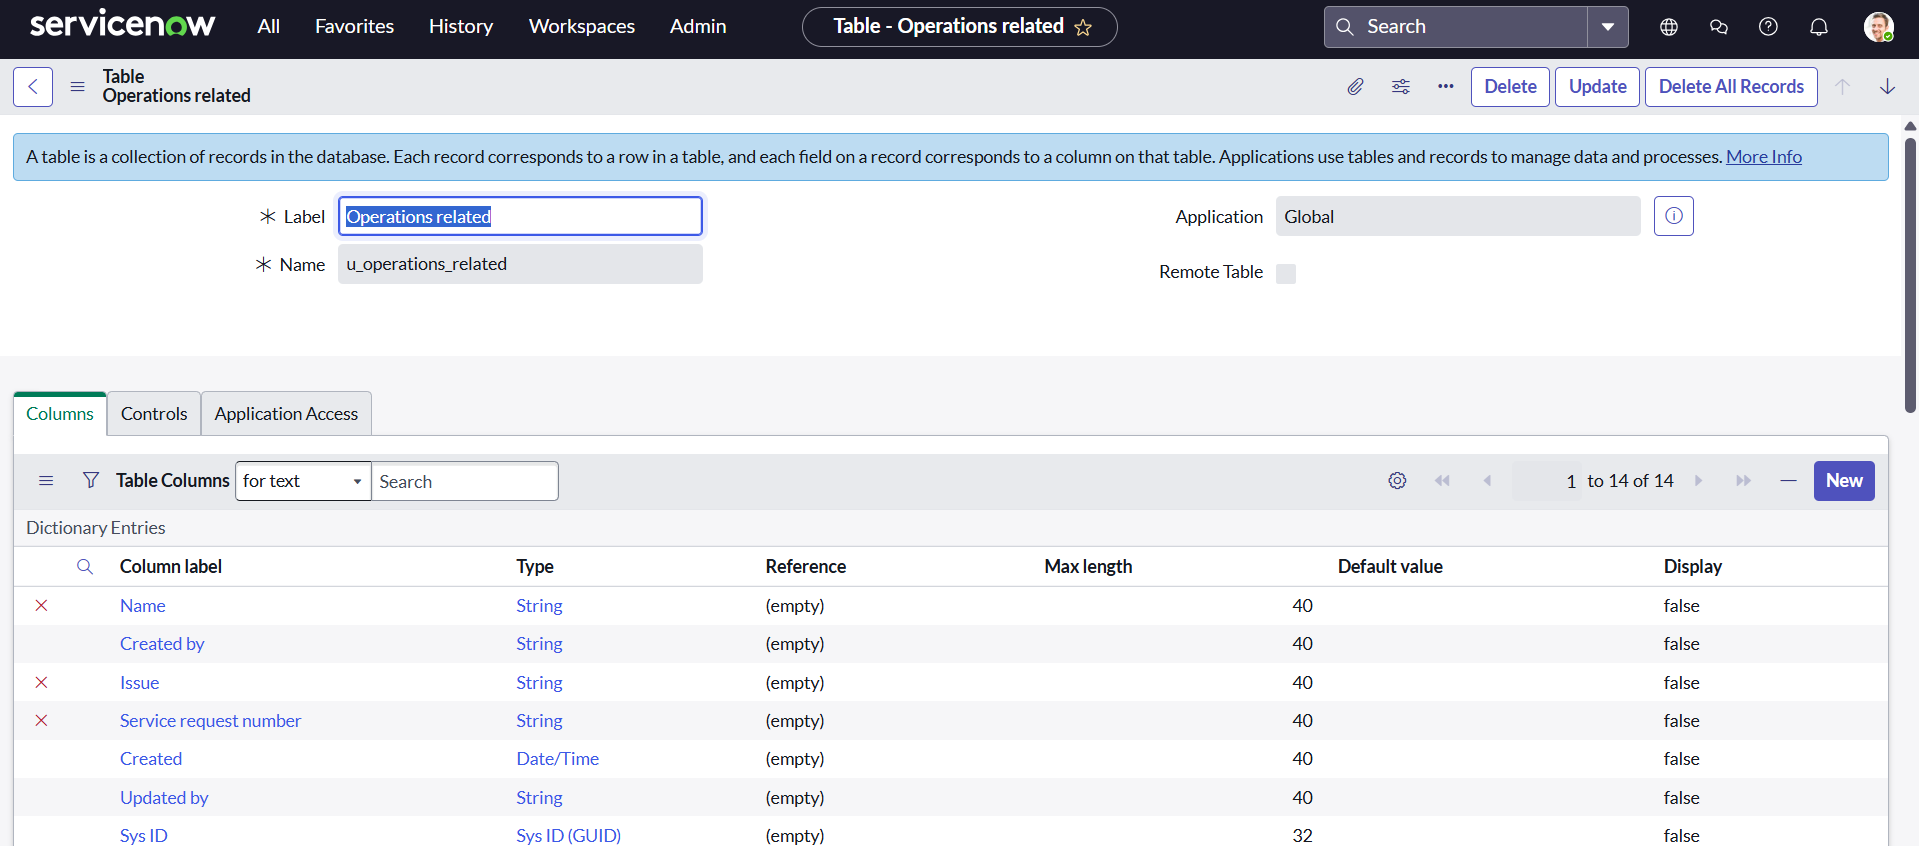 servicenow All Favorites History Workspaces Admin Table - Operations related Search
Table
Operations related
Delete Update Delete All Records
A table is a collection of records in the database. Each record corresponds to a row in a table, and each field on a record corresponds to a column on that table. Applications use tables and records to manage data and processes. More Info
Label Operations related Application Global
Name u_operations_related Remote Table
Columns Controls Application Access
Table Columns for text Search 1 to 14 of 14 New
Dictionary Entries
Column label Type Reference Max length Default value Display
Name String (empty) 40 false
Created by String (empty) 40 false
Issue String (empty) 40 false
Service request number String (empty) 40 false
Created Date/Time (empty) 40 false
Updated by String (empty) 40 false
Sys ID Sys ID (GUID) (empty) 32 false